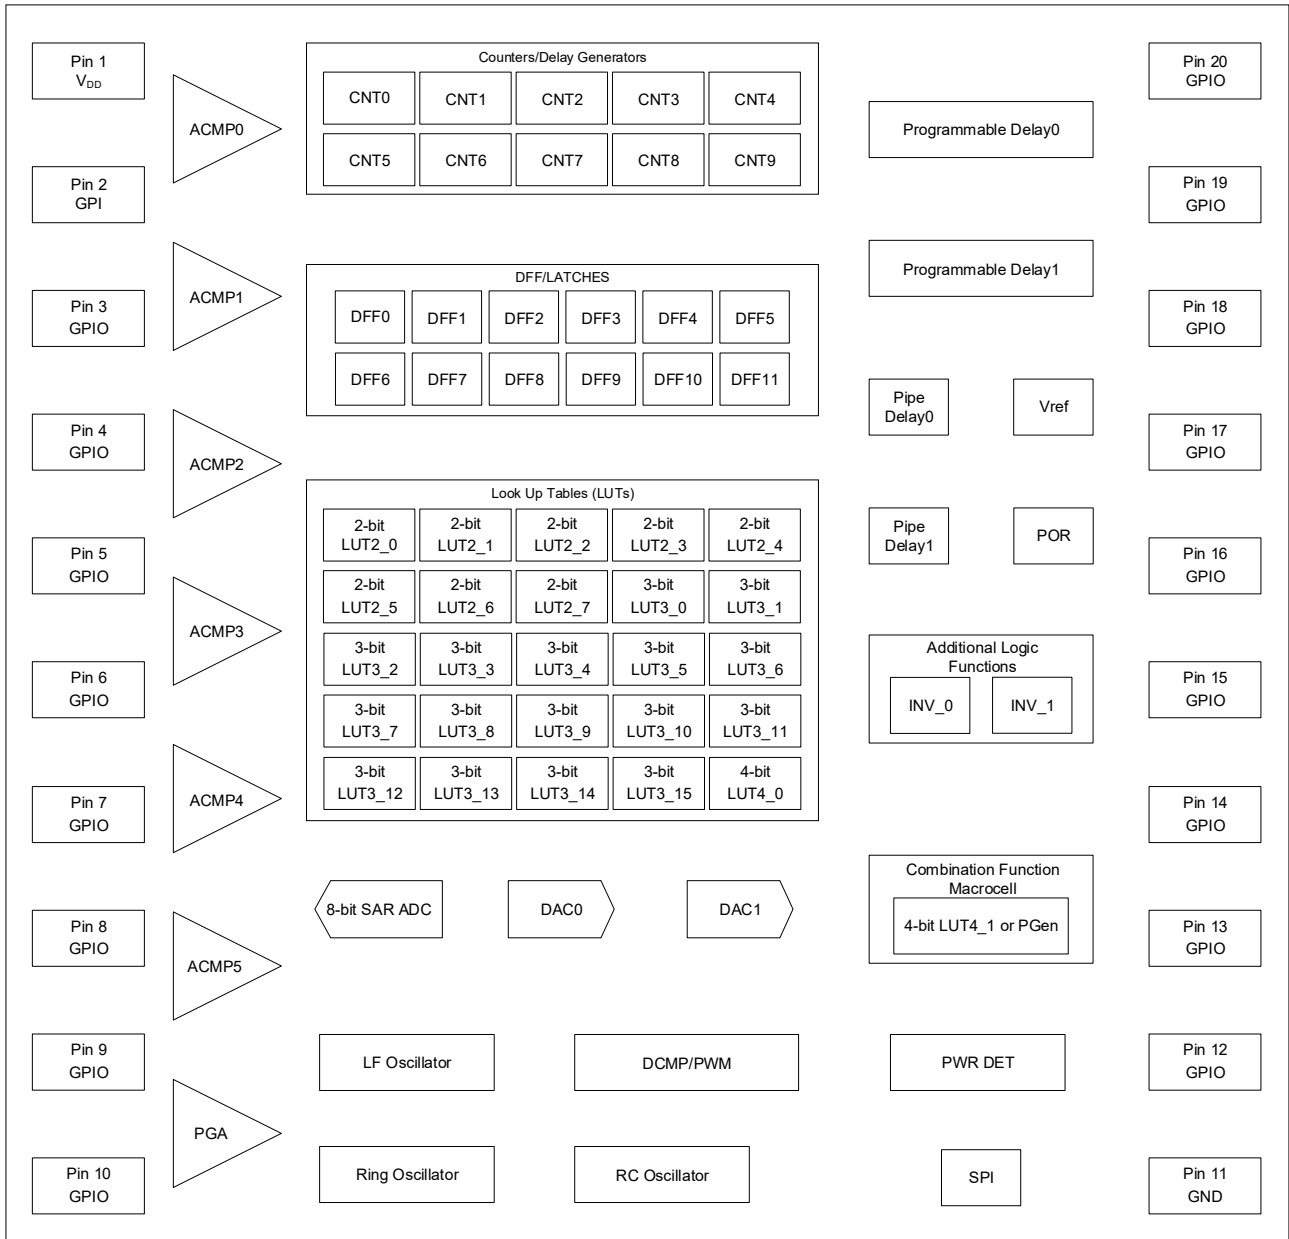 Pin 1
VDD
Pin 2
GPI
Pin 3
GPIO
Pin 4
GPIO
Pin 5
GPIO
Pin 6
GPIO
Pin 7
GPIO
Pin 8
GPIO
Pin 9
GPIO
Pin 10
GPIO
ACMP0
ACMP1
ACMP2
ACMP3
ACMP4
ACMP5
PGA
Counters/Delay Generators
CNT0 CNT1 CNT2 CNT3 CNT4
CNT5 CNT6 CNT7 CNT8 CNT9
DFF/LATCHES
DFF0 DFF1 DFF2 DFF3 DFF4 DFF5
DFF6 DFF7 DFF8 DFF9 DFF10 DFF11
Look Up Tables (LUTs)
2-bit 2-bit 2-bit 2-bit 2-bit
LUT2_0 LUT2_1 LUT2_2 LUT2_3 LUT2_4
2-bit 2-bit 2-bit 3-bit 3-bit
LUT2_5 LUT2_6 LUT2_7 LUT3_0 LUT3_1
3-bit 3-bit 3-bit 3-bit 3-bit
LUT3_2 LUT3_3 LUT3_4 LUT3_5 LUT3_6
3-bit 3-bit 3-bit 3-bit 3-bit
LUT3_7 LUT3_8 LUT3_9 LUT3_10 LUT3_11
3-bit 3-bit 3-bit 3-bit 4-bit
LUT3_12 LUT3_13 LUT3_14 LUT3_15 LUT4_0
8-bit SAR ADC DAC0 DAC1
LF Oscillator DCMP/PWM
Ring Oscillator RC Oscillator
Programmable Delay0
Programmable Delay1
Pipe
Delay0
Vref
Pipe
Delay1
POR
Additional Logic
Functions
INV_0 INV_1
Combination Function
Macrocell
4-bit LUT4_1 or PGen
PWR DET
SPI
Pin 20
GPIO
Pin 19
GPIO
Pin 18
GPIO
Pin 17
GPIO
Pin 16
GPIO
Pin 15
GPIO
Pin 14
GPIO
Pin 13
GPIO
Pin 12
GPIO
Pin 11
GND